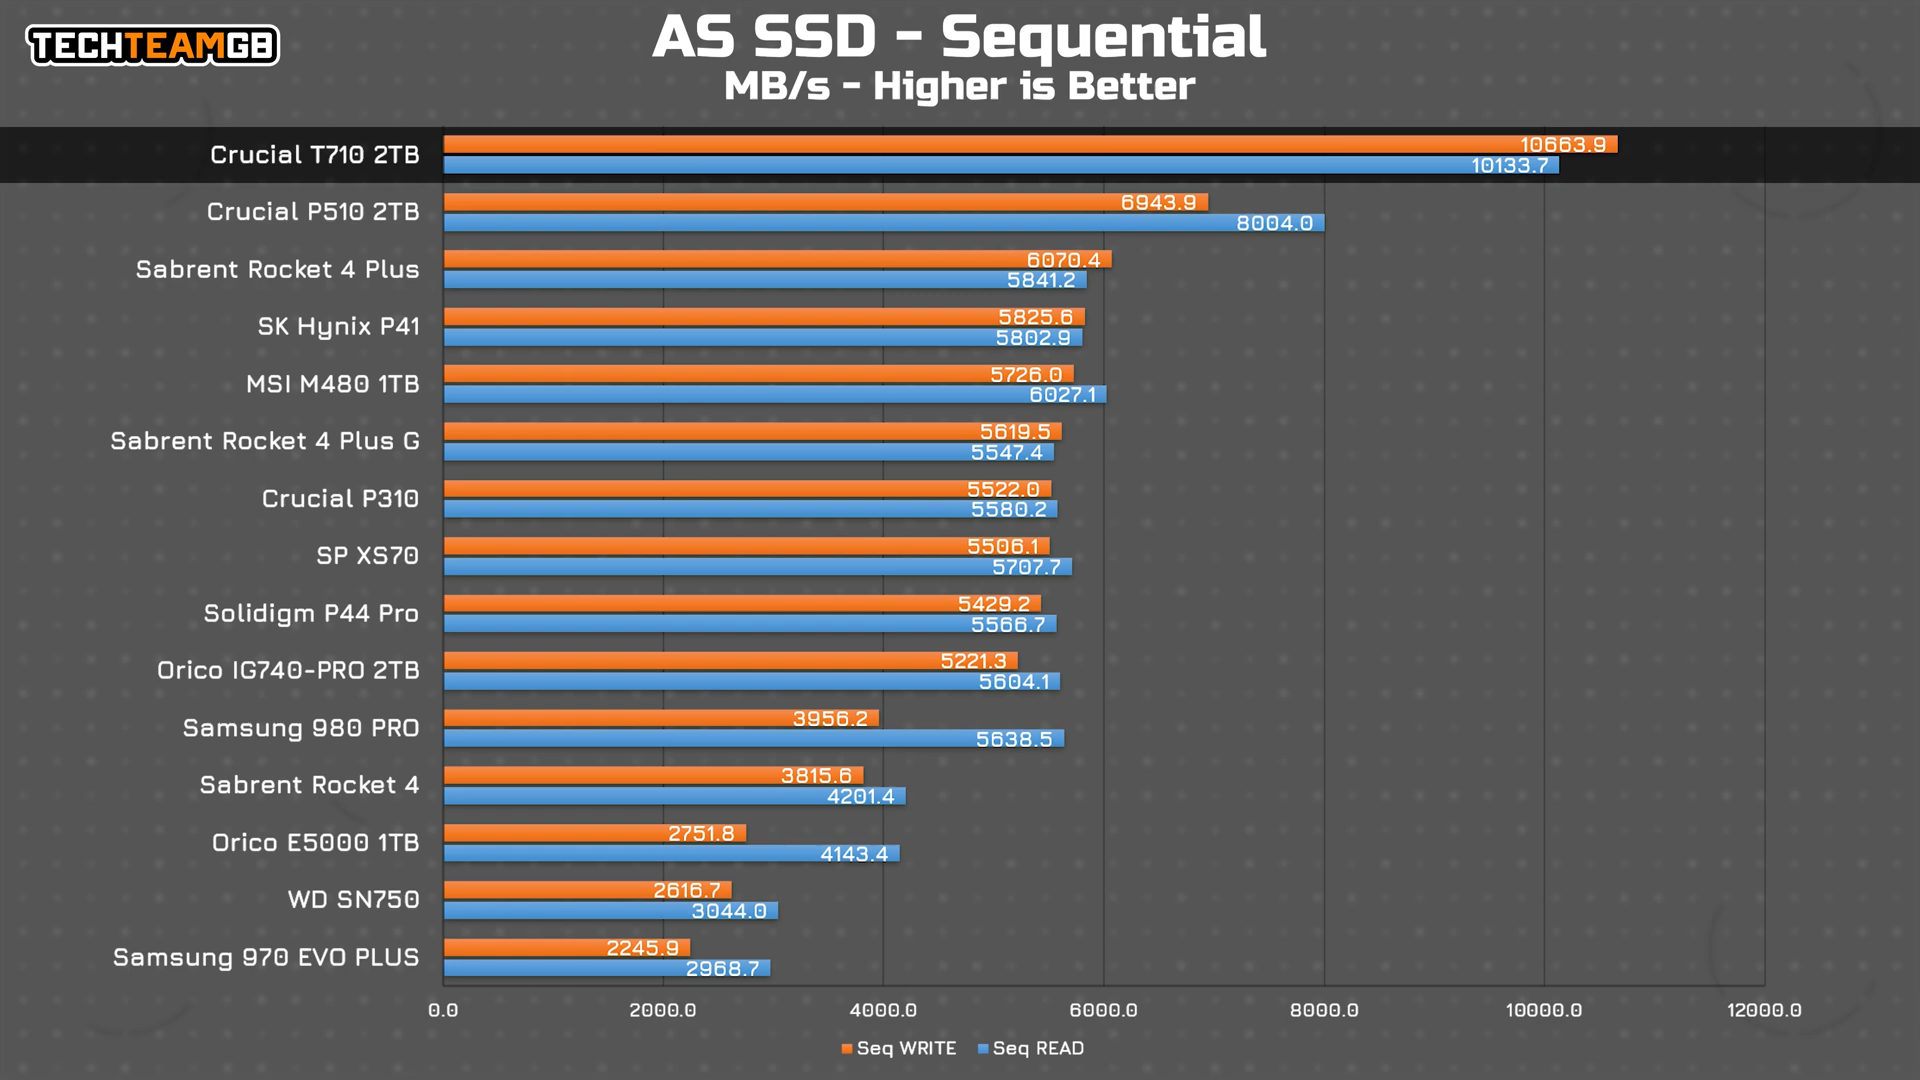 TECHTEAMGB
AS SSD - Sequential
MB/s - Higher is Better
Crucial T710 2TB
10663.9
10133.7
Crucial P510 2TB
6943.9
8004.0
Sabrent Rocket 4 Plus
6070.4
5841.2
SK Hynix P41
5825.6
5802.9
MSI M480 1TB
5726.0
6027.1
Sabrent Rocket 4 Plus G
5619.5
5547.4
Crucial P310
5522.0
5580.2
SP XS70
5506.1
5707.7
Solidigm P44 Pro
5429.2
5566.7
Orico IG740-PRO 2TB
5221.3
5604.1
Samsung 980 PRO
3956.2
5638.5
Sabrent Rocket 4
3815.6
4201.4
Orico E5000 1TB
2751.8
4143.4
WD SN750
2616.7
3044.0
Samsung 970 EVO PLUS
2245.9
2968.7
0.0 2000.0 4000.0 6000.0 8000.0 10000.0 12000.0
Seq WRITE Seq READ